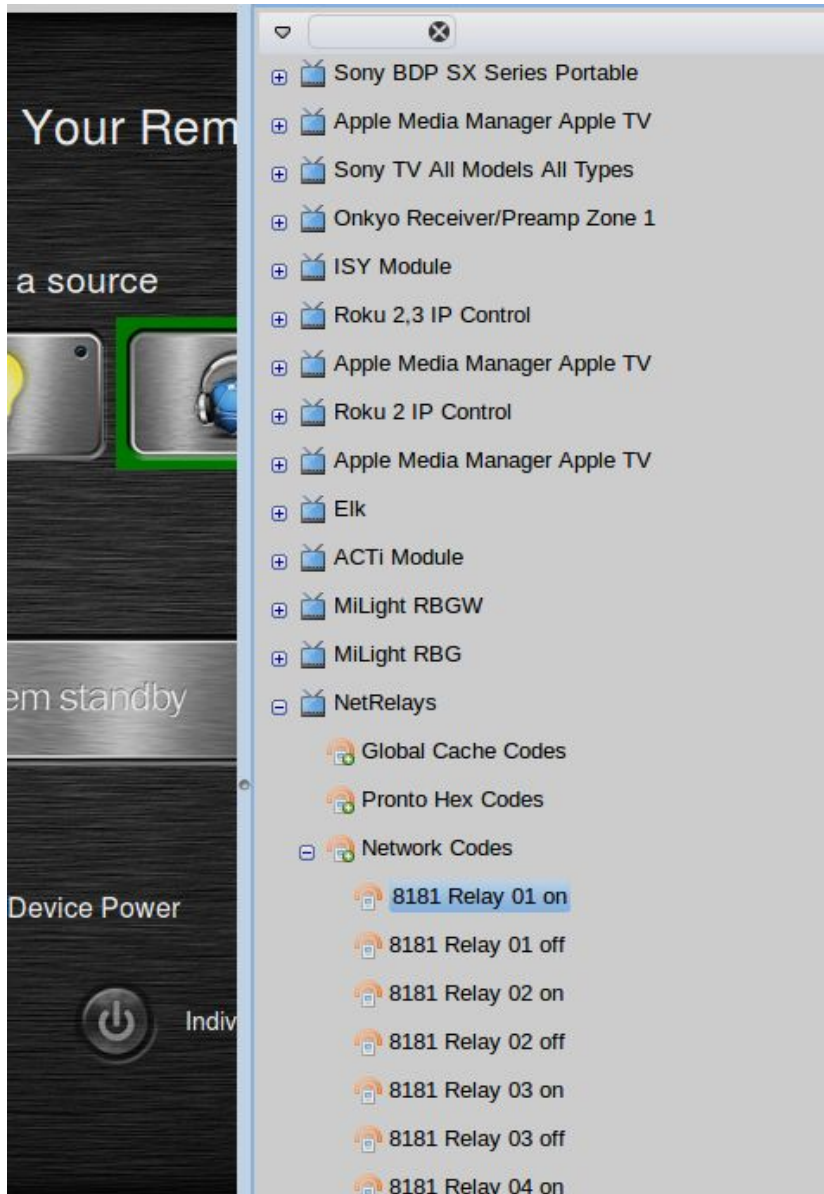 Your Rem
a source
em standby
Device Power
Indiv
Sony BDP SX Series Portable
Apple Media Manager Apple TV
Sony TV All Models All Types
Onkyo Receiver/Preamp Zone 1
ISY Module
Roku 2,3 IP Control
Apple Media Manager Apple TV
Roku 2 IP Control
Apple Media Manager Apple TV
Elk
ACTi Module
MiLight RBGW
MiLight RBG
NetRelays
Global Cache Codes
Pronto Hex Codes
Network Codes
8181 Relay 01 on
8181 Relay 01 off
8181 Relay 02 on
8181 Relay 02 off
8181 Relay 03 on
8181 Relay 03 off
8181 Relay 04 on